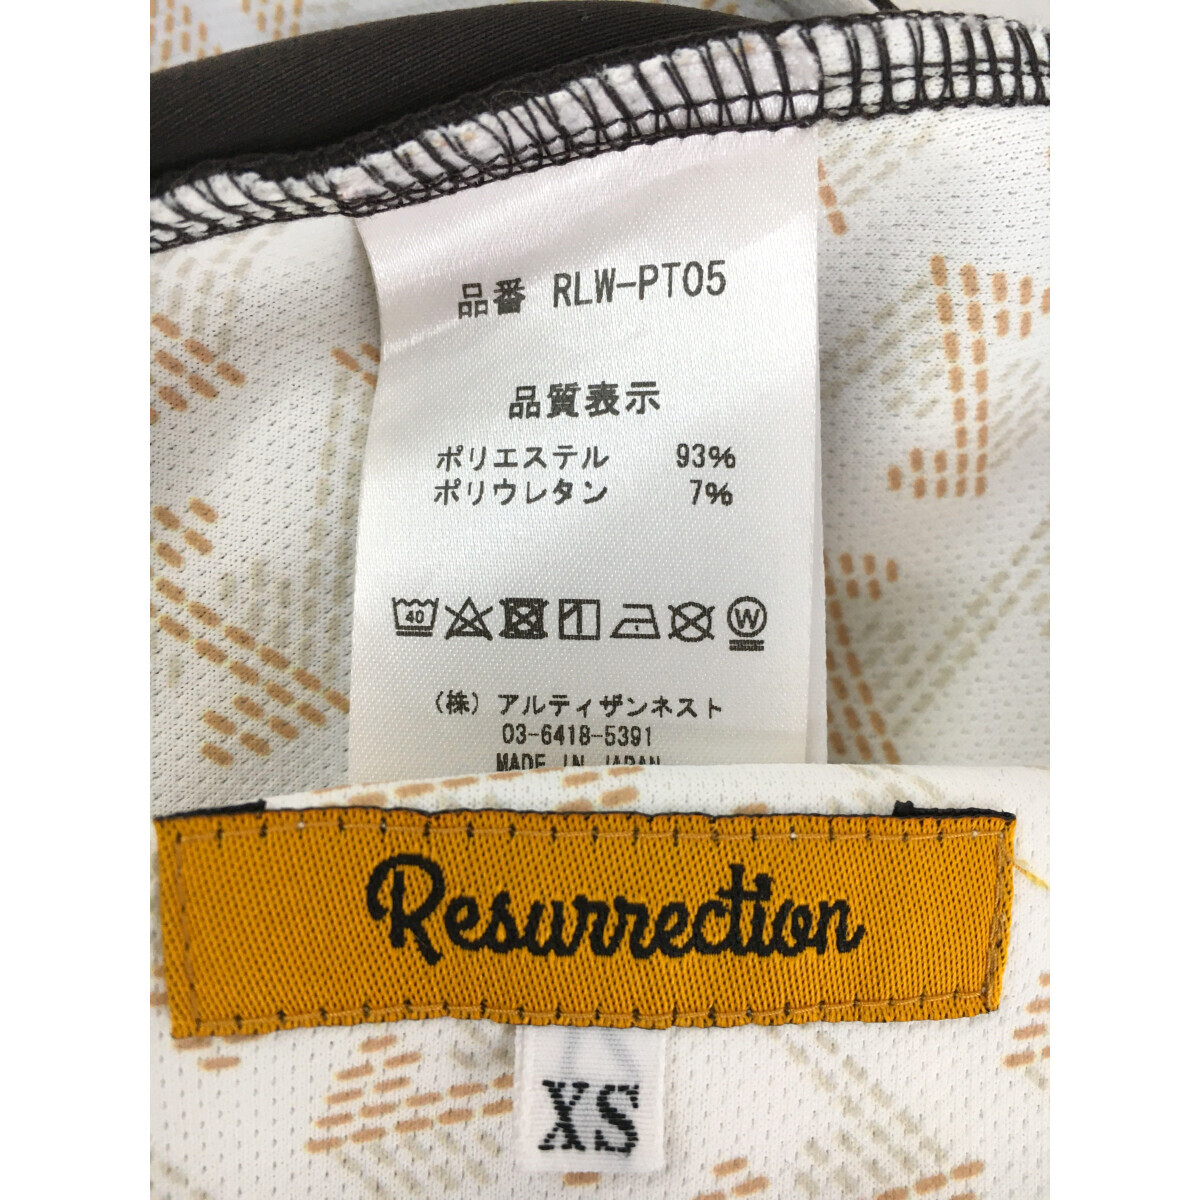 品番 RLW-PT05
品質表示
ポリエステル 93%
ポリウレタン 7%
40
W
(株) アルティザンネスト
03-6418-5391
MADE IN JAPAN
Resurrection
XS